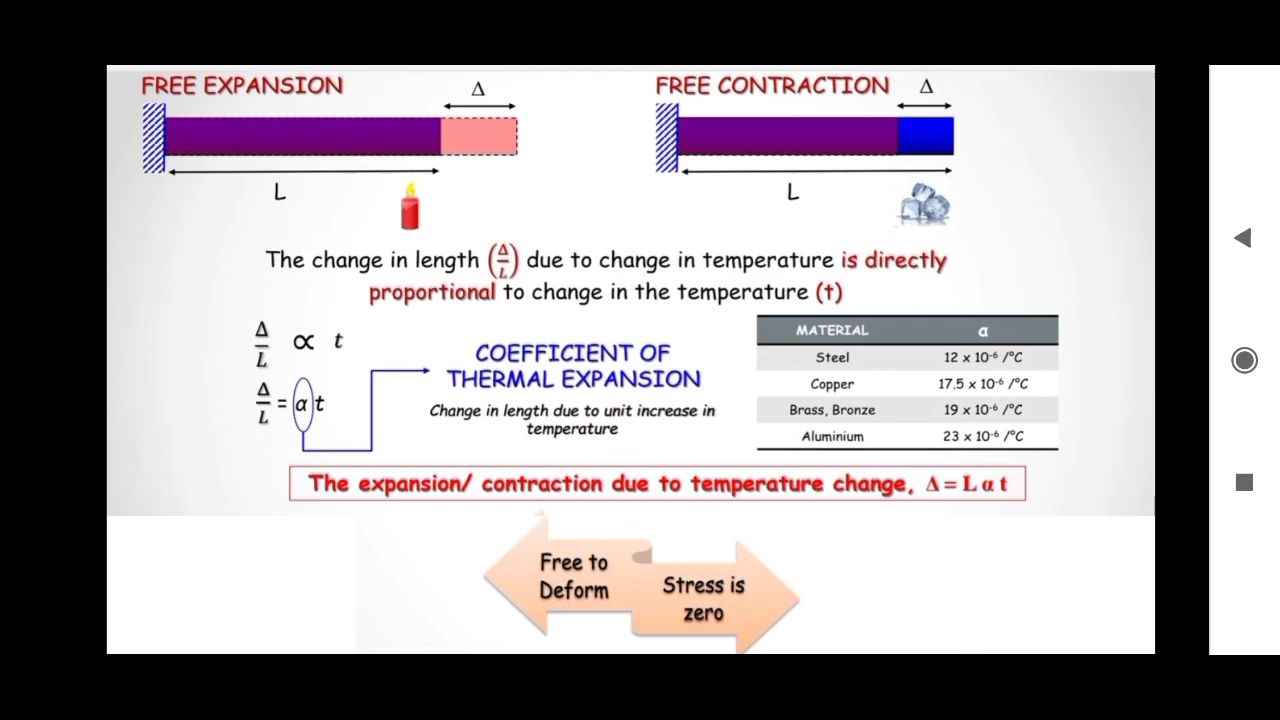 FREE EXPANSION
Δ
L
FREE CONTRACTION
Δ
L
The change in length (Δ/L) due to change in temperature is directly
proportional to change in the temperature (t)
Δ/L ∝ t
Δ/L = α t
COEFFICIENT OF
THERMAL EXPANSION
Change in length due to unit increase in
temperature
MATERIAL α
Steel 12 x 10⁻⁶ /°C
Copper 17.5 x 10⁻⁶ /°C
Brass, Bronze 19 x 10⁻⁶ /°C
Aluminium 23 x 10⁻⁶ /°C
The expansion/ contraction due to temperature change, Δ = L α t
Free to
Deform
Stress is
zero